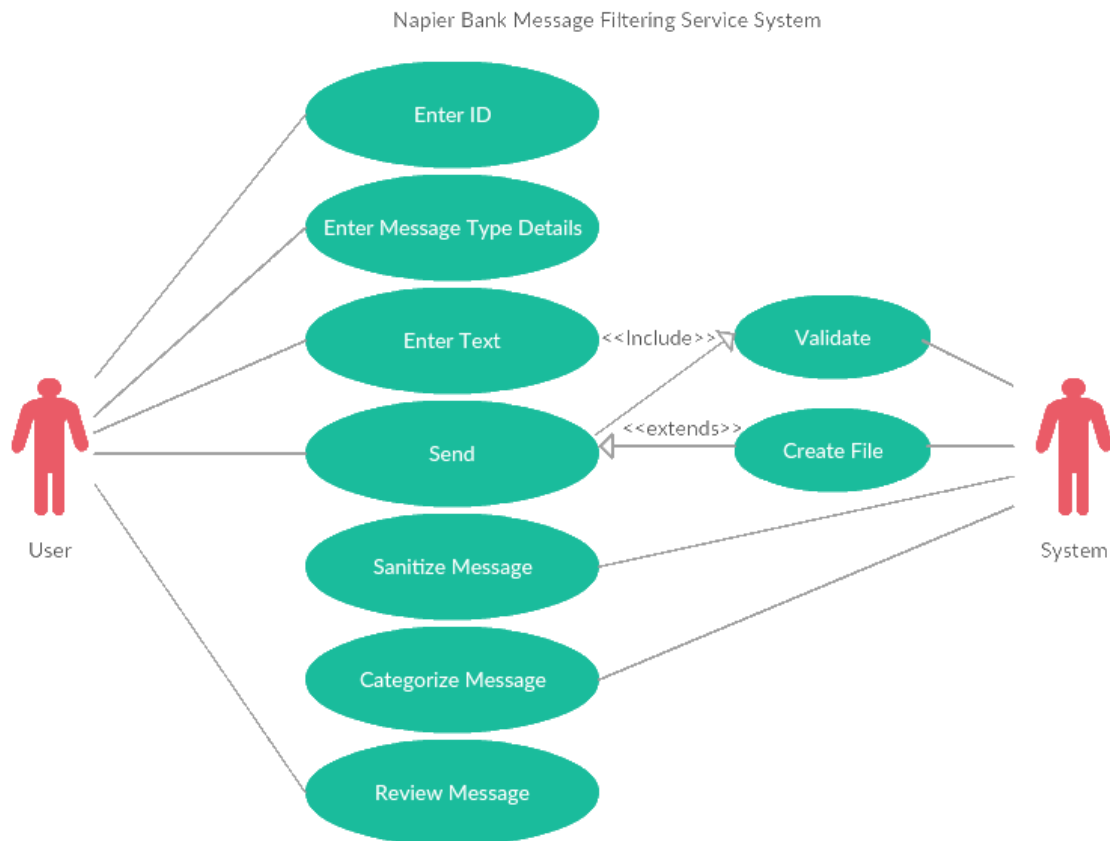 Napier Bank Message Filtering Service System
Enter ID
Enter Message Type Details
Enter Text
<<Include>>
Validate
Send
<<extends>>
Create File
User
System
Sanitize Message
Categorize Message
Review Message